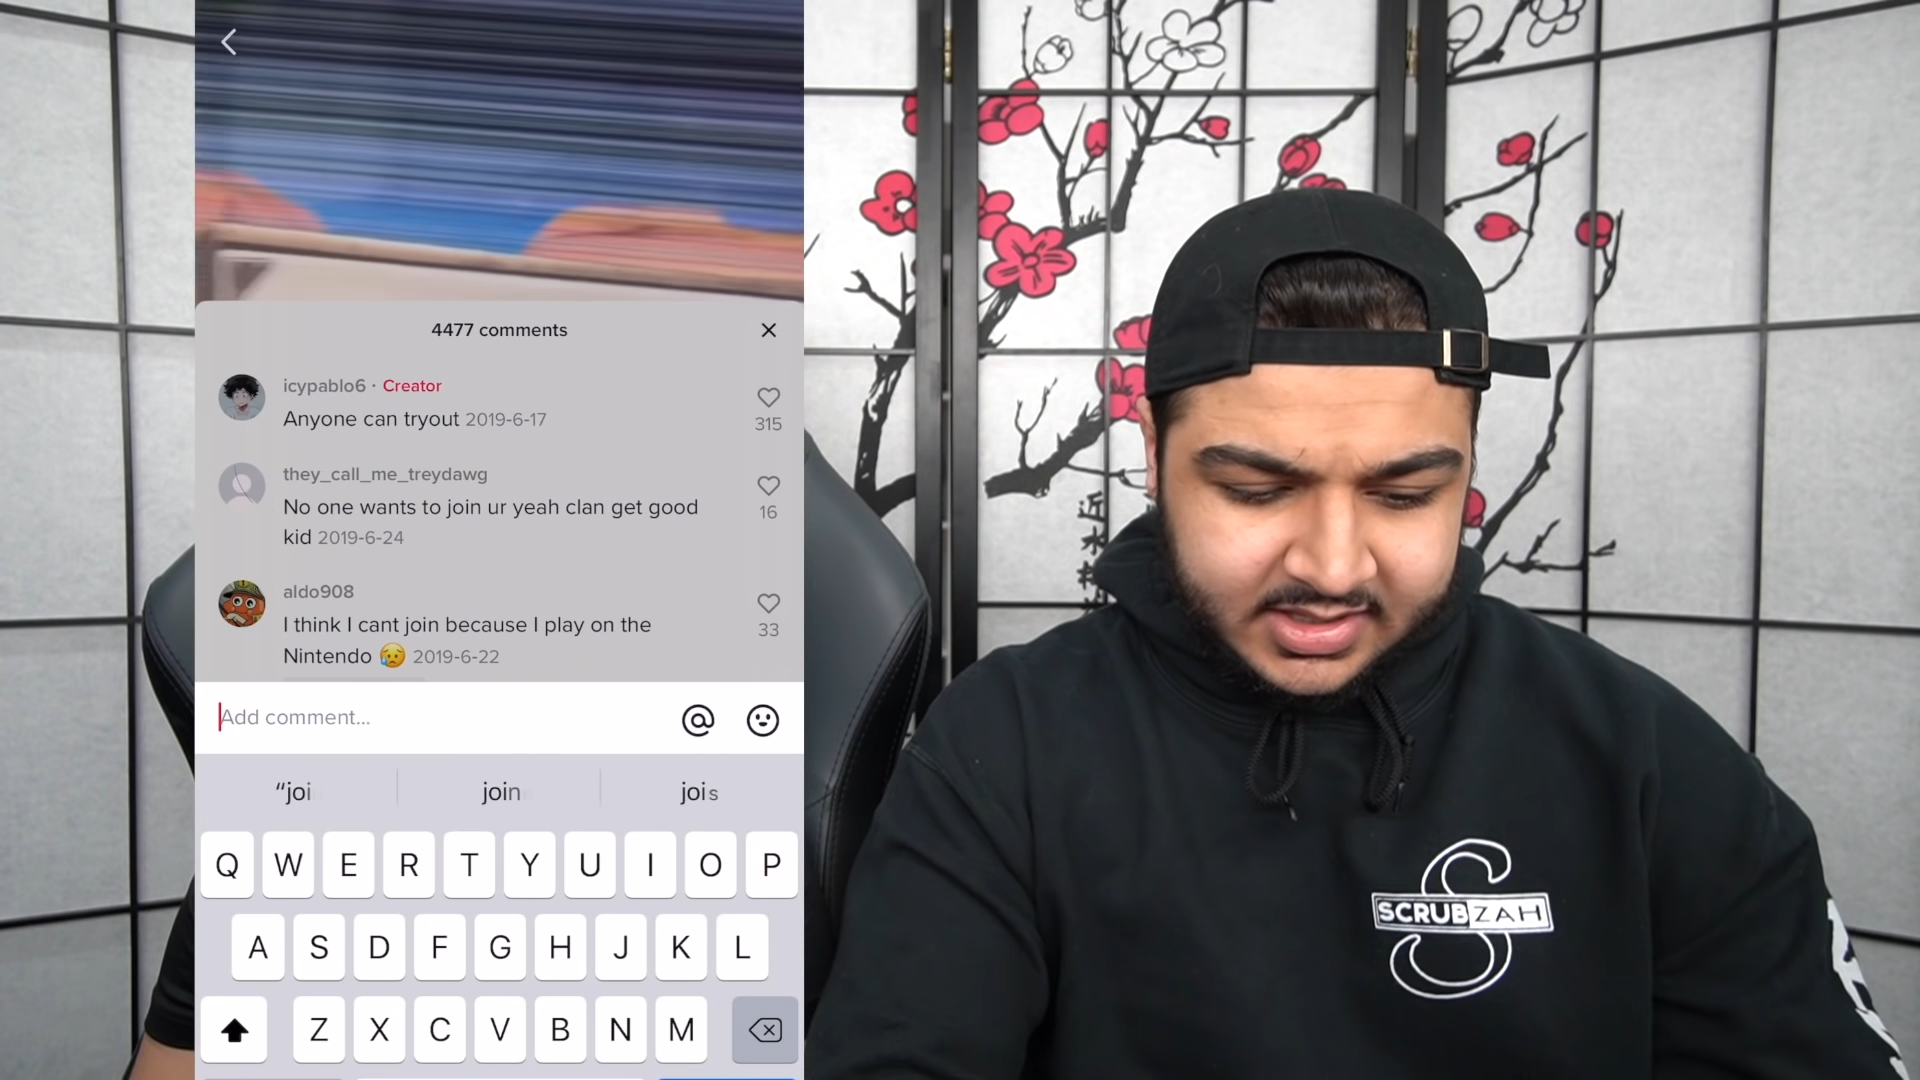 4477 comments
icypablo6 · Creator
Anyone can tryout 2019-6-17
315
they_call_me_treydawg
No one wants to join ur yeah clan get good
kid 2019-6-24
16
aldo908
I think I cant join because I play on the
Nintendo 😥 2019-6-22
33
Add comment...
"joi
join
jois
Q W E R T Y U I O P
A S D F G H J K L
Z X C V B N M
近
水
S
SCRUBZAH